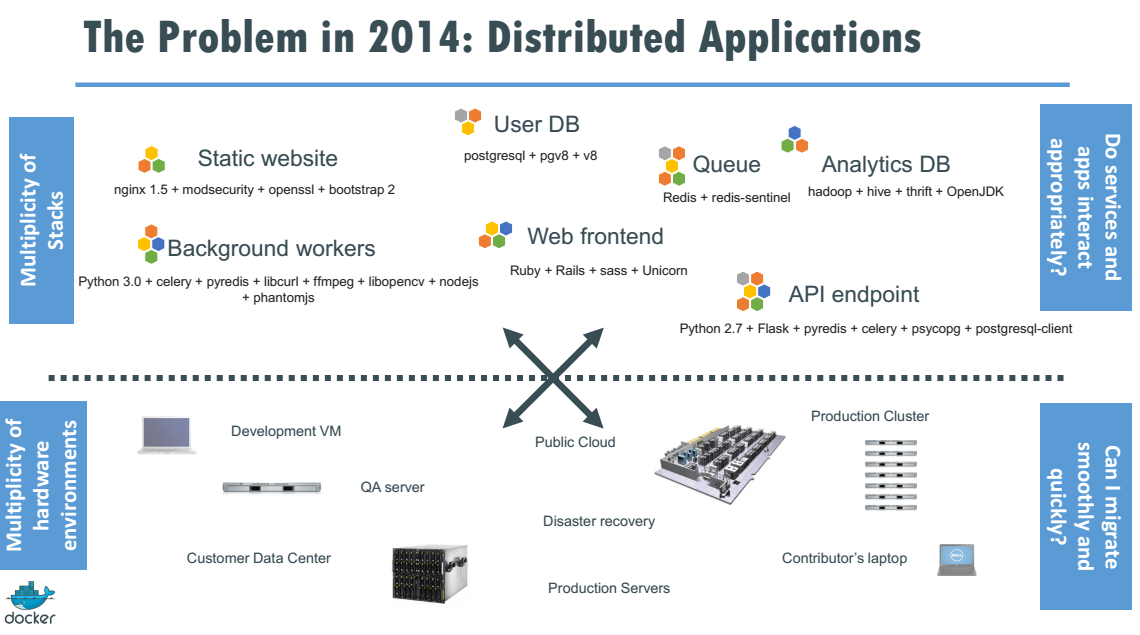 The Problem in 2014: Distributed Applications
Multiplicity of
Stacks
Static website
nginx 1.5 + modsecurity + openssl + bootstrap 2
User DB
postgresql + pgv8 + v8
Queue
Redis + redis-sentinel
Analytics DB
hadoop + hive + thrift + OpenJDK
Background workers
Python 3.0 + celery + pyredis + libcurl + ffmpeg + libopencv + nodejs
+ phantomjs
Web frontend
Ruby + Rails + sass + Unicorn
API endpoint
Python 2.7 + Flask + pyredis + celery + psycopg + postgresql-client
Do services and
apps interact
appropriately?
Multiplicity of
hardware
environments
Development VM
QA server
Customer Data Center
Public Cloud
Disaster recovery
Production Servers
Production Cluster
Contributor’s laptop
DELL
Can I migrate
smoothly and
quickly?
docker